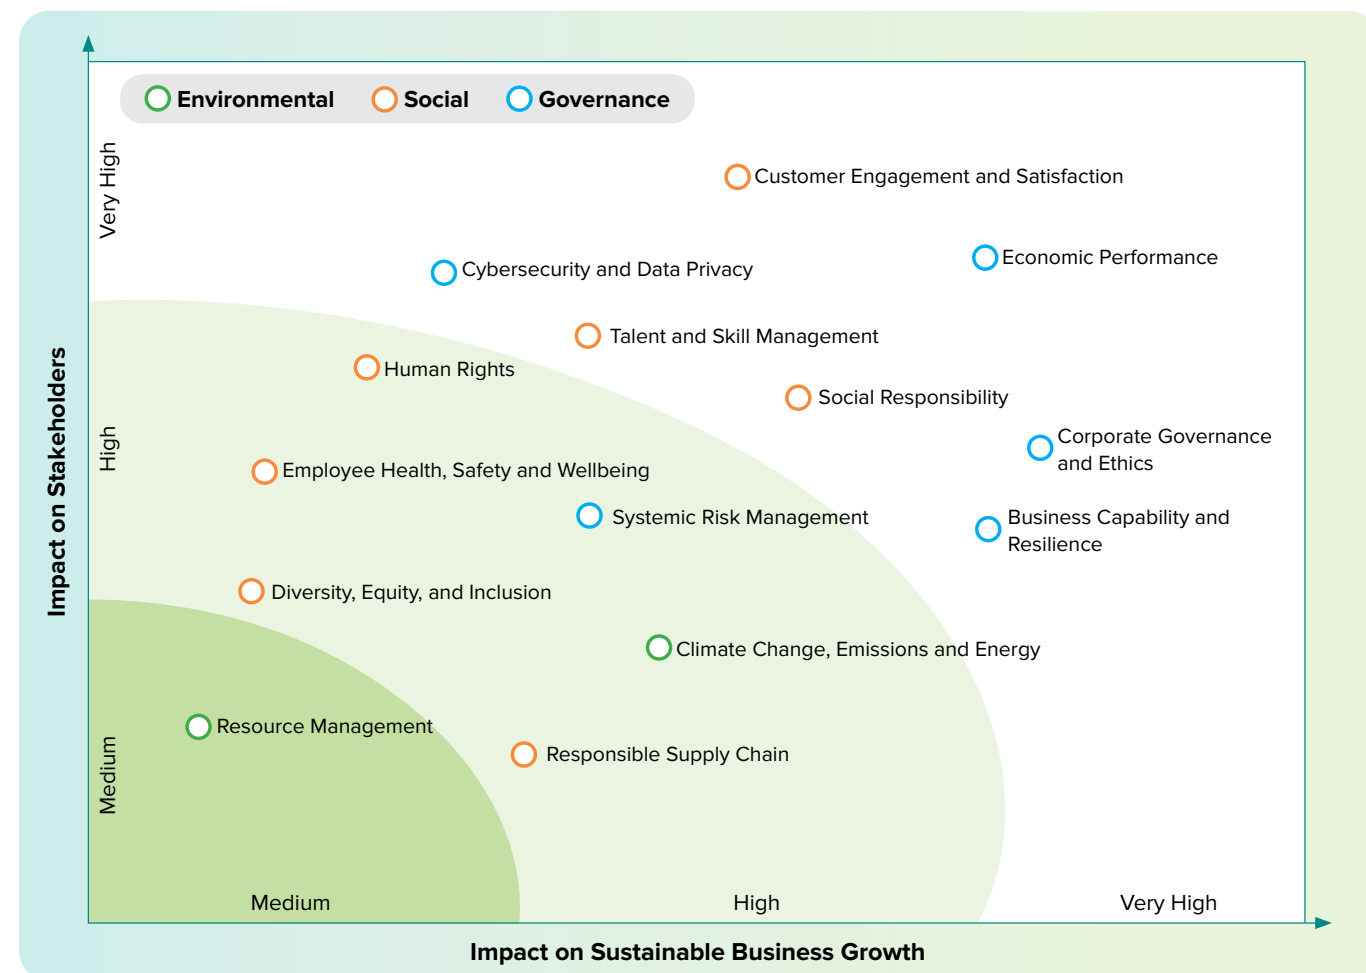 Environmental
Social
Governance
Very High
Customer Engagement and Satisfaction
Economic Performance
Cybersecurity and Data Privacy
Talent and Skill Management
Human Rights
Social Responsibility
Impact on Stakeholders
High
Corporate Governance
and Ethics
Employee Health, Safety and Wellbeing
Systemic Risk Management
Business Capability and
Resilience
Diversity, Equity, and Inclusion
Climate Change, Emissions and Energy
Resource Management
Responsible Supply Chain
Medium
Medium
High
Very High
Impact on Sustainable Business Growth